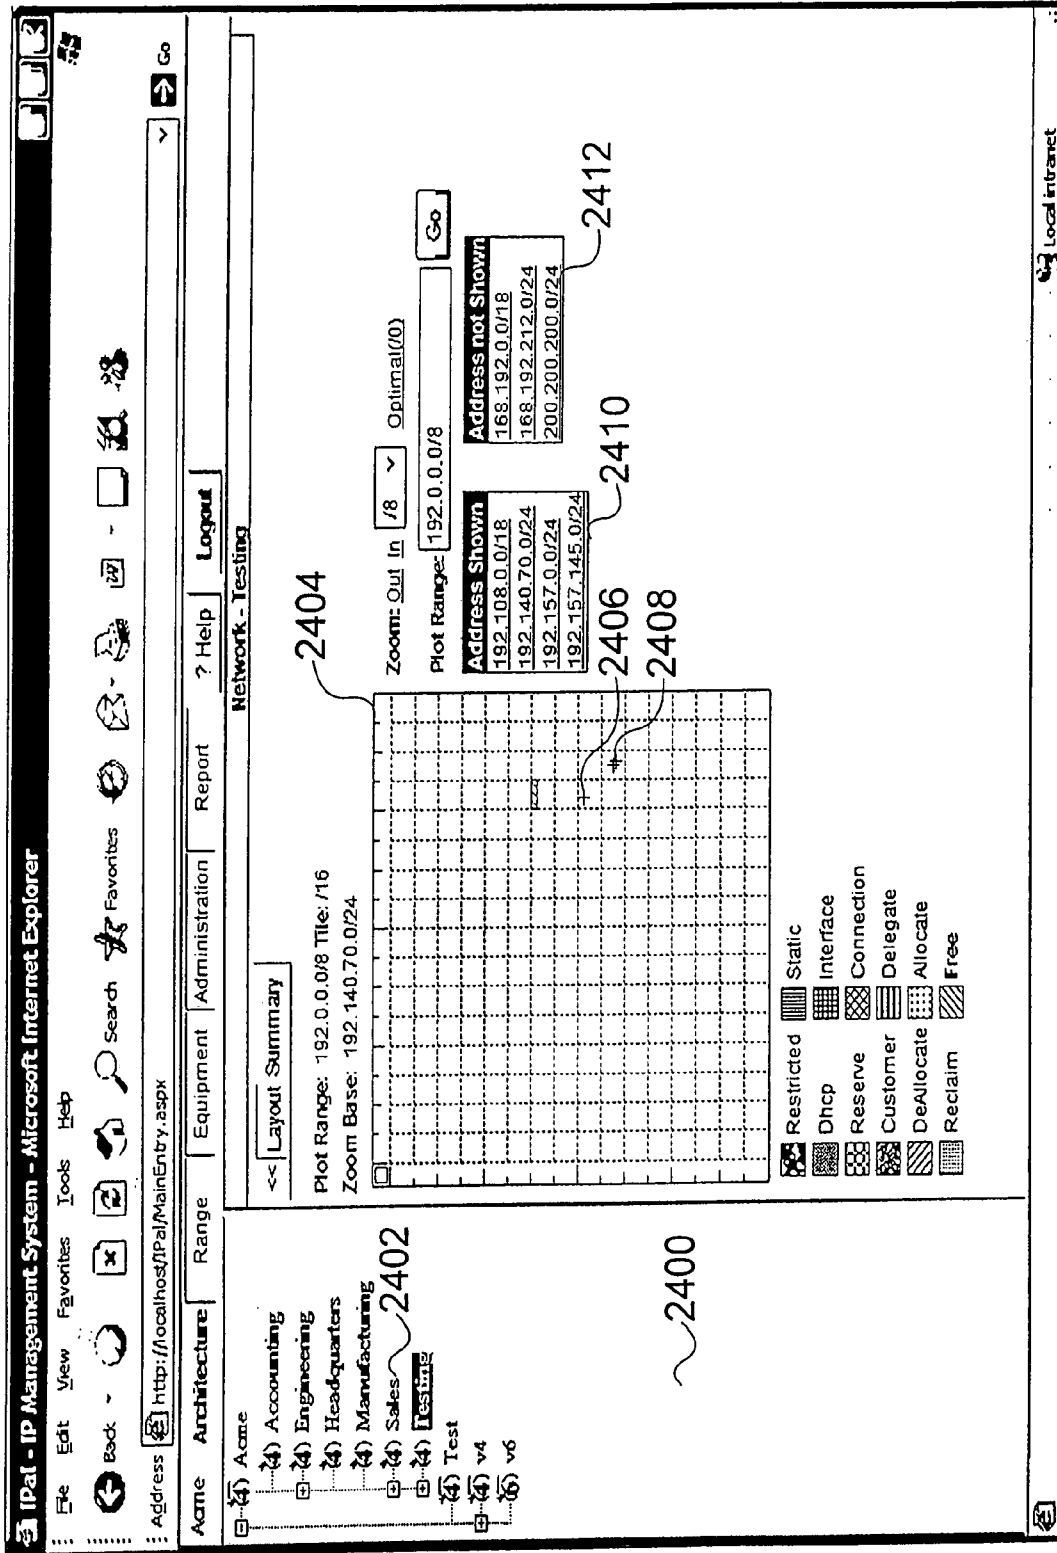 IPal - IP Management System - Microsoft Internet Explorer
File Edit View Favorites Tools Help
Back Search Favorites
Address http://localhost/IPal/MainEntry.aspx Go
Acme Architecture Range Equipment Administration Report ? Help Logout
(4) Acme
(4) Accounting
(4) Engineering
(4) Headquarters
(4) Manufacturing
(4) Sales
(4) Testing
(4) Test
(4) v4
(6) v6
2402
2400
Network - Testing
<< Layout Summary
Plot Range: 192.0.0.0/8 Tile: /16
Zoom Base: 192.140.70.0/24
2404
Zoom: Out In /8 Optimal(/0)
Plot Range: 192.0.0.0/8 Go
Address Shown
192.108.0.0/18
192.140.70.0/24
192.157.0.0/24
192.157.145.0/24
2410
Address not Shown
168.192.0.0/18
168.192.212.0/24
200.200.200.0/24
2412
2406
2408
Restricted Static
Dhcp Interface
Reserve Connection
Customer Delegate
DeAllocate Allocate
Reclaim Free
Local intranet